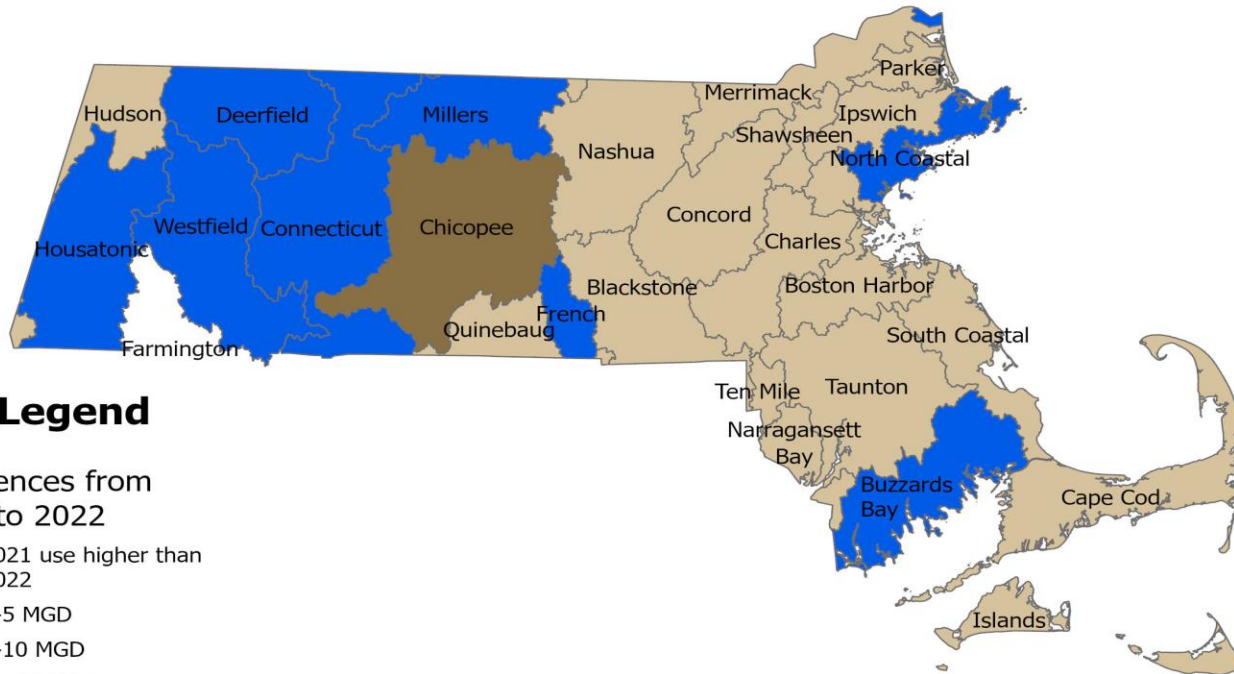 Parker
Merrimack
Hudson
Deerfield
Millers
Ipswich
Shawsheen
Nashua
North Coastal
Concord
Westfield
Connecticut
Chicopee
Housatonic
Charles
Blackstone
Boston Harbor
French
Quinebaug
South Coastal
Farmington
Ten Mile
Taunton
Narragansett
Bay
Buzzards
Bay
Cape Cod
Islands
Legend
ences from
to 2022
021 use higher than
022
-5 MGD
-10 MGD